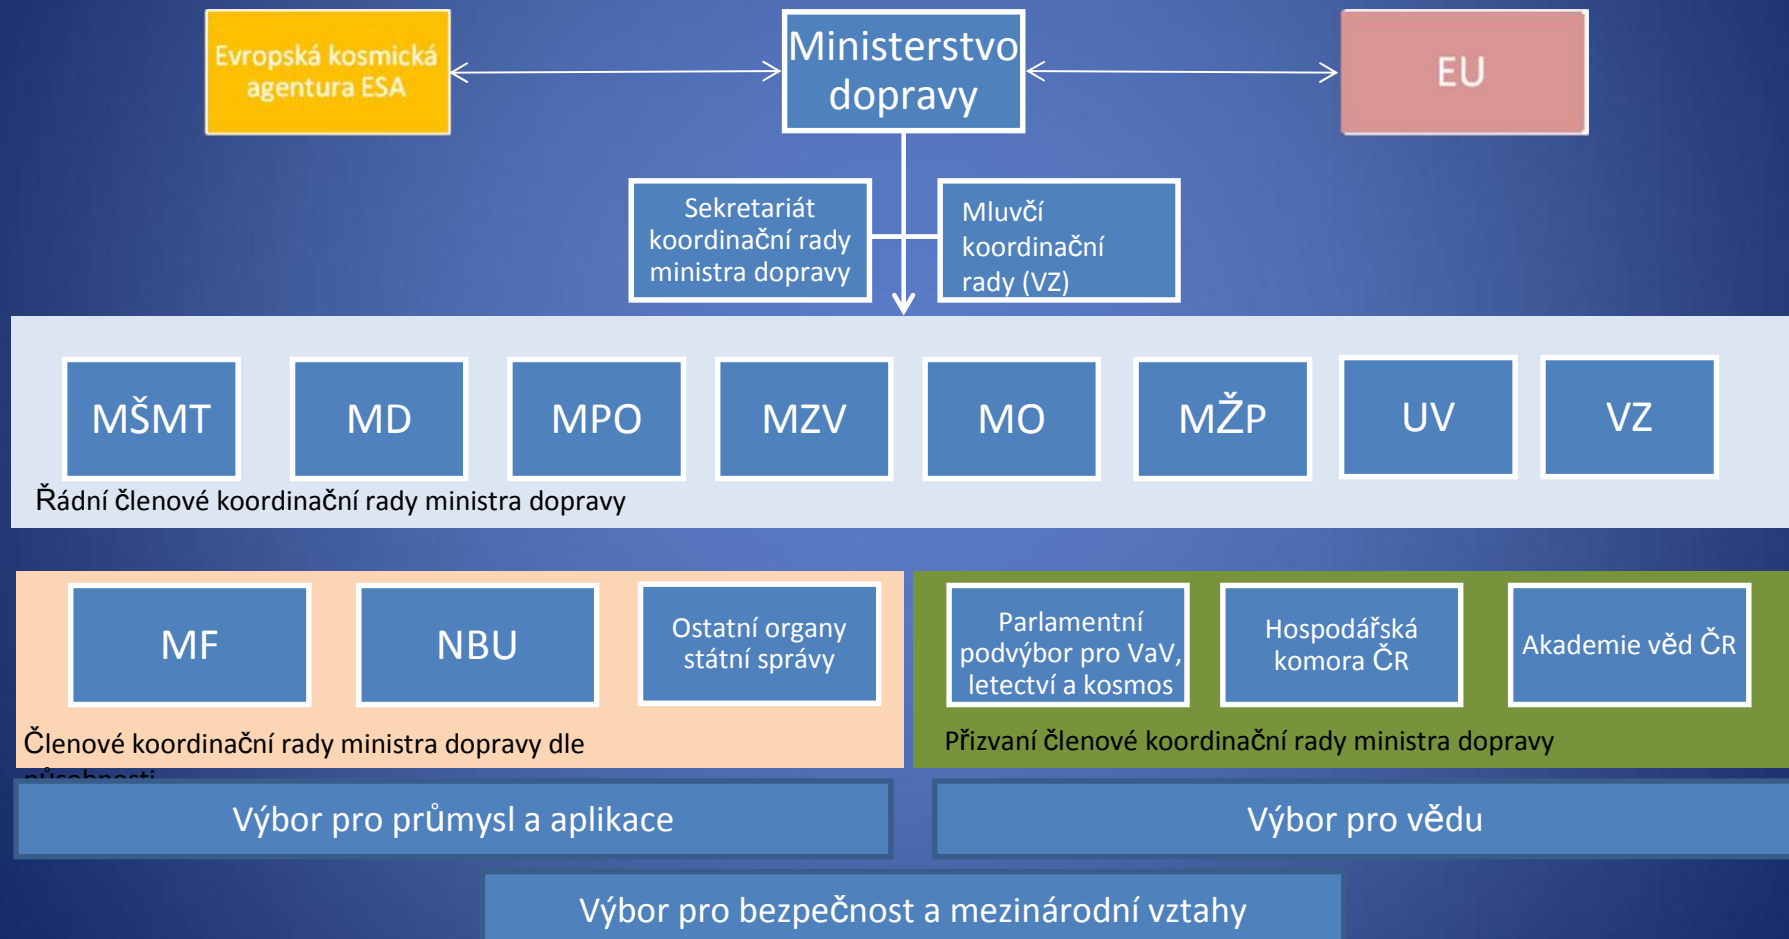 Evropská kosmická
agentura ESA
Ministerstvo
dopravy
EU
Sekretariát
koordinační rady
ministra dopravy
Mluvčí
koordinační
rady (VZ)
MŠMT
MD
MPO
MZV
MO
MŽP
UV
VZ
Řádní členové koordinační rady ministra dopravy
MF
NBU
Ostatní organy
státní správy
Členové koordinační rady ministra dopravy dle
působnosti
Parlamentní
podvýbor pro VaV,
letectví a kosmos
Hospodářská
komora ČR
Akademie věd ČR
Přizvaní členové koordinační rady ministra dopravy
Výbor pro průmysl a aplikace
Výbor pro vědu
Výbor pro bezpečnost a mezinárodní vztahy